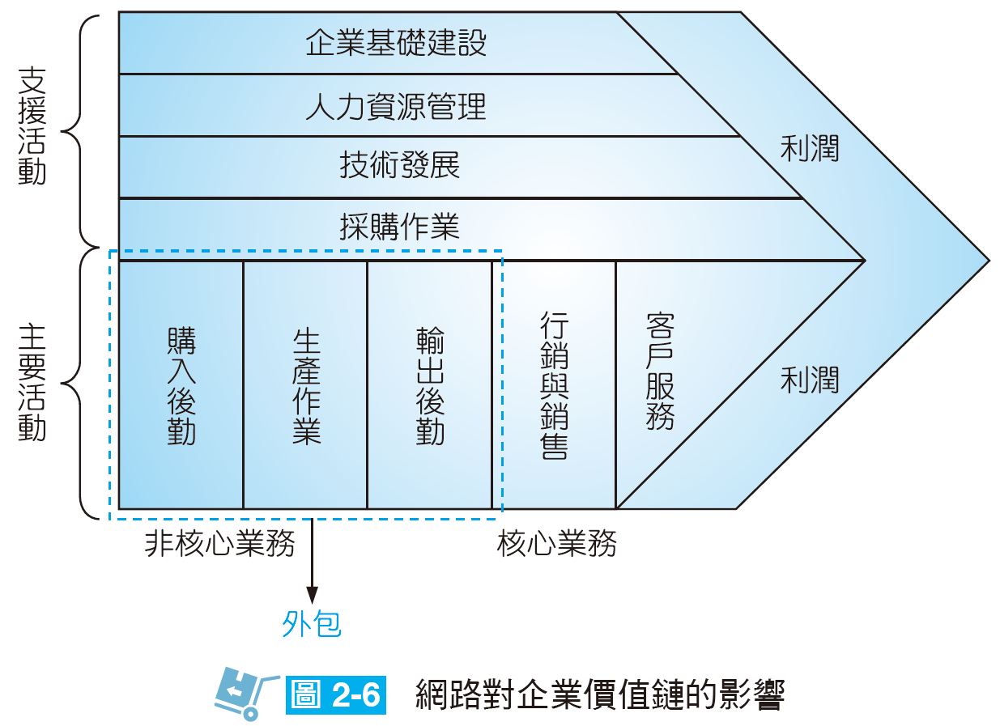 支援活動
企業基礎建設
人力資源管理
技術發展
採購作業
利潤
主要活動
購入後勤
生產作業
輸出後勤
行銷與銷售
客戶服務
利潤
非核心業務
核心業務
外包
圖 2-6 網路對企業價值鏈的影響